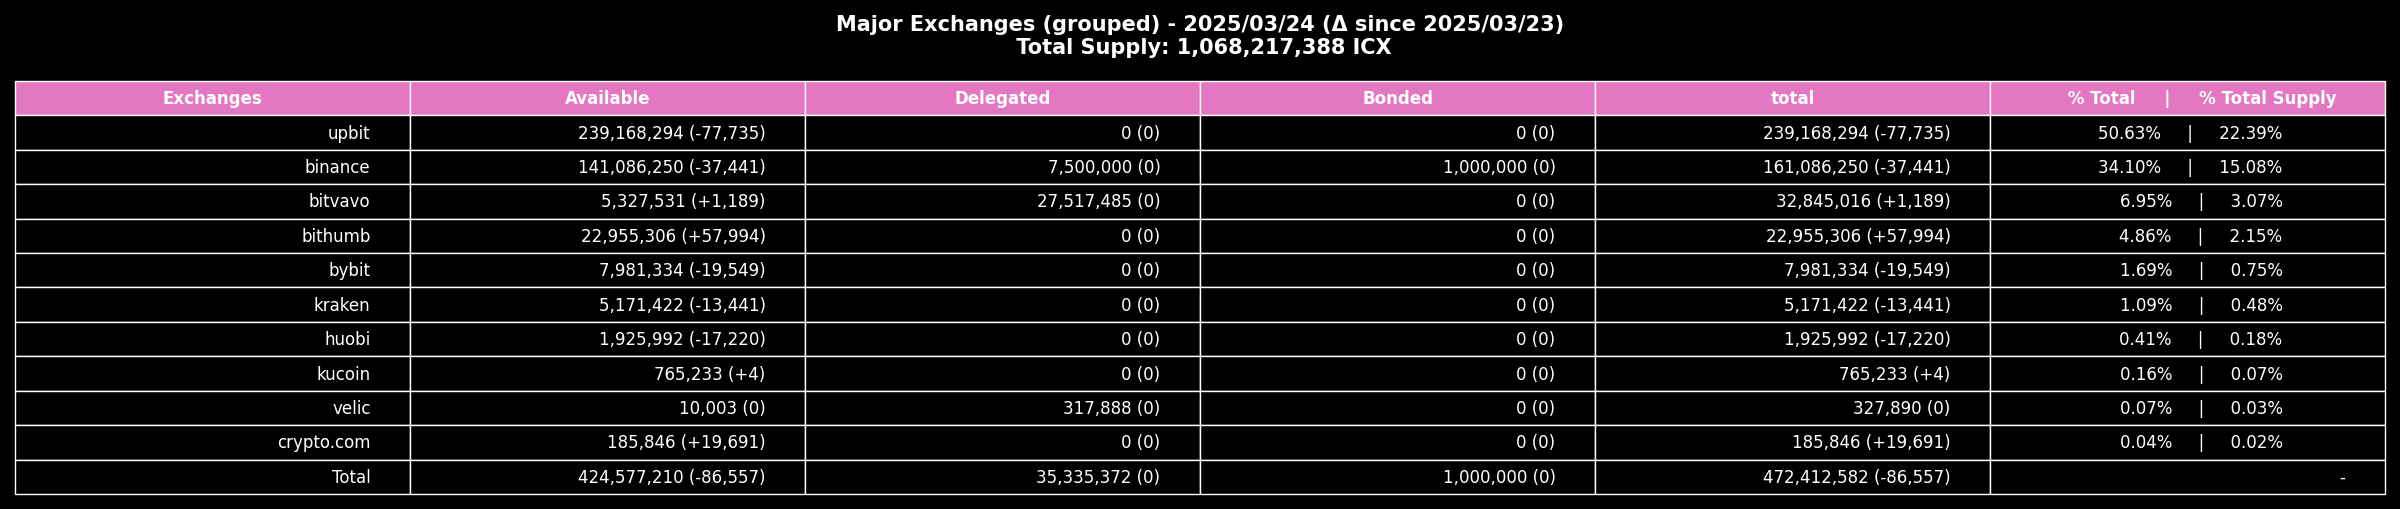 Major Exchanges (grouped) - 2025/03/24 (Δ since 2025/03/23)
Total Supply: 1,068,217,388 ICX
Exchanges Available Delegated Bonded total % Total | % Total Supply
upbit 239,168,294 (-77,735) 0 (0) 0 (0) 239,168,294 (-77,735) 50.63% | 22.39%
binance 141,086,250 (-37,441) 7,500,000 (0) 1,000,000 (0) 161,086,250 (-37,441) 34.10% | 15.08%
bitvavo 5,327,531 (+1,189) 27,517,485 (0) 0 (0) 32,845,016 (+1,189) 6.95% | 3.07%
bithumb 22,955,306 (+57,994) 0 (0) 0 (0) 22,955,306 (+57,994) 4.86% | 2.15%
bybit 7,981,334 (-19,549) 0 (0) 0 (0) 7,981,334 (-19,549) 1.69% | 0.75%
kraken 5,171,422 (-13,441) 0 (0) 0 (0) 5,171,422 (-13,441) 1.09% | 0.48%
huobi 1,925,992 (-17,220) 0 (0) 0 (0) 1,925,992 (-17,220) 0.41% | 0.18%
kucoin 765,233 (+4) 0 (0) 0 (0) 765,233 (+4) 0.16% | 0.07%
velic 10,003 (0) 317,888 (0) 0 (0) 327,890 (0) 0.07% | 0.03%
crypto.com 185,846 (+19,691) 0 (0) 0 (0) 185,846 (+19,691) 0.04% | 0.02%
Total 424,577,210 (-86,557) 35,335,372 (0) 1,000,000 (0) 472,412,582 (-86,557) -